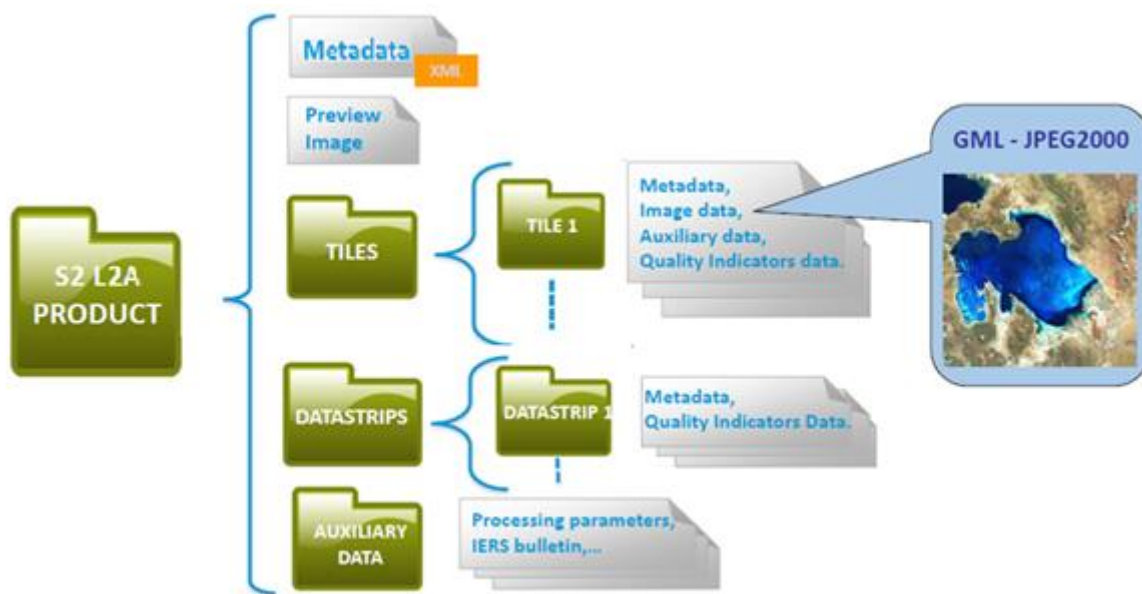 S2 L2A
PRODUCT
Metadata
XML
Preview
Image
TILES
TILE 1
Metadata,
Image data,
Auxiliary data,
Quality Indicators data.
GML - JPEG2000
DATASTRIPS
DATASTRIP 1
Metadata,
Quality Indicators Data.
AUXILIARY
DATA
Processing parameters,
IERS bulletin,...